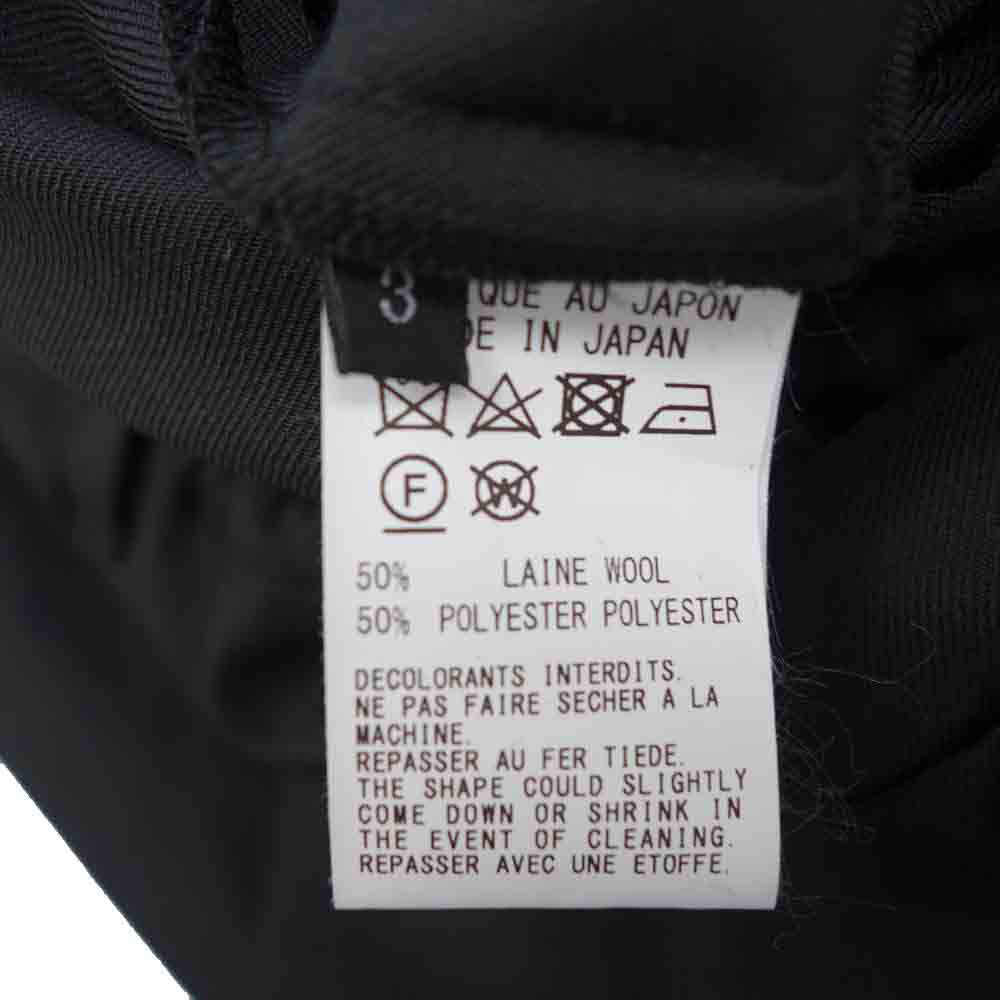 3
QUE AU JAPON
DE IN JAPAN
F W
50% LAINE WOOL
50% POLYESTER POLYESTER
DECOLORANTS INTERDITS.
NE PAS FAIRE SECHER A LA
MACHINE.
REPASSER AU FER TIEDE.
THE SHAPE COULD SLIGHTLY
COME DOWN OR SHRINK IN
THE EVENT OF CLEANING.
REPASSER AVEC UNE ETOFFE.